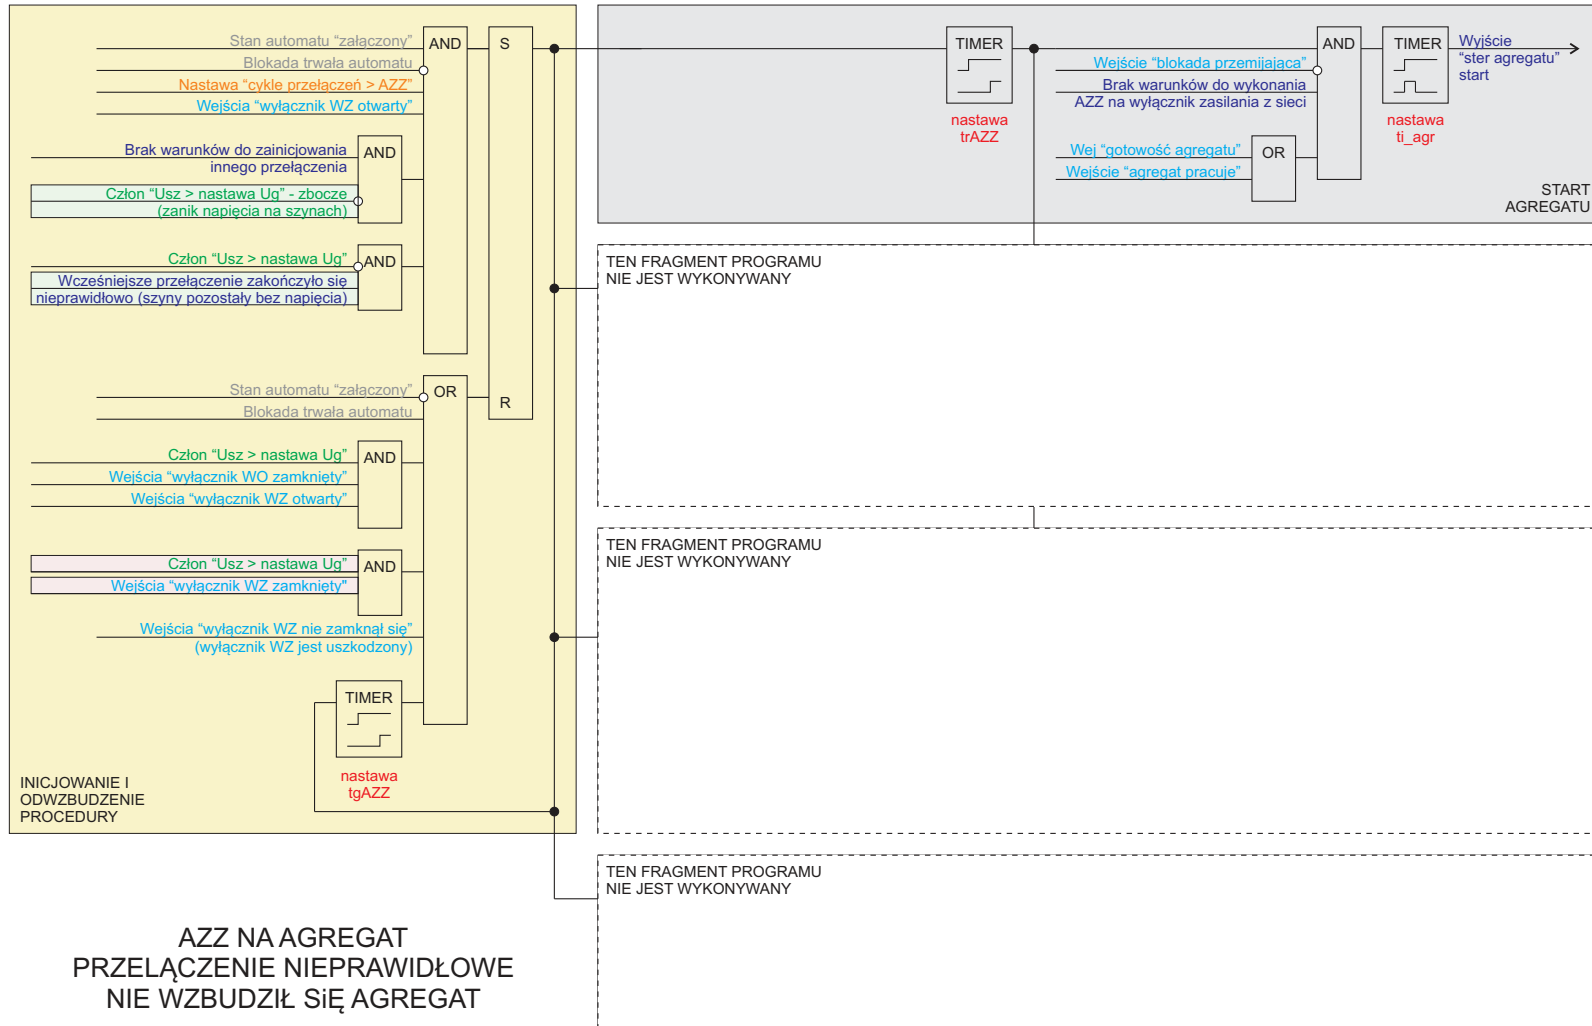 Stan automatu “załączony”
Blokada trwała automatu
Nastawa “cykle przełączeń > AZZ”
Wejścia “wyłącznik WZ otwarty”
AND
S
Brak warunków do zainicjowania
innego przełączenia
AND
Człon “Usz > nastawa Ug” - zbocze
(zanik napięcia na szynach)
Człon “Usz > nastawa Ug”
AND
Wcześniejsze przełączenie zakończyło się
nieprawidłowo (szyny pozostały bez napięcia)
Stan automatu “załączony”
Blokada trwała automatu
OR
R
Człon “Usz > nastawa Ug”
AND
Wejścia “wyłącznik WO zamknięty”
Wejścia “wyłącznik WZ otwarty”
Człon “Usz > nastawa Ug”
AND
Wejścia “wyłącznik WZ zamknięty”
Wejścia “wyłącznik WZ nie zamknął się”
(wyłącznik WZ jest uszkodzony)
TIMER
nastawa
tgAZZ
INICJOWANIE I
ODWZBUDZENIE
PROCEDURY
TIMER
nastawa
trAZZ
Wejście “blokada przemijająca”
Brak warunków do wykonania
AZZ na wyłącznik zasilania z sieci
AND
Wej “gotowość agregatu”
Wejście “agregat pracuje”
OR
TIMER
nastawa
ti_agr
Wyjście
“ster agregatu”
start
START
AGREGATU
TEN FRAGMENT PROGRAMU
NIE JEST WYKONYWANY
TEN FRAGMENT PROGRAMU
NIE JEST WYKONYWANY
TEN FRAGMENT PROGRAMU
NIE JEST WYKONYWANY
AZZ NA AGREGAT
PRZELĄCZENIE NIEPRAWIDŁOWE
NIE WZBUDZIŁ SiĘ AGREGAT